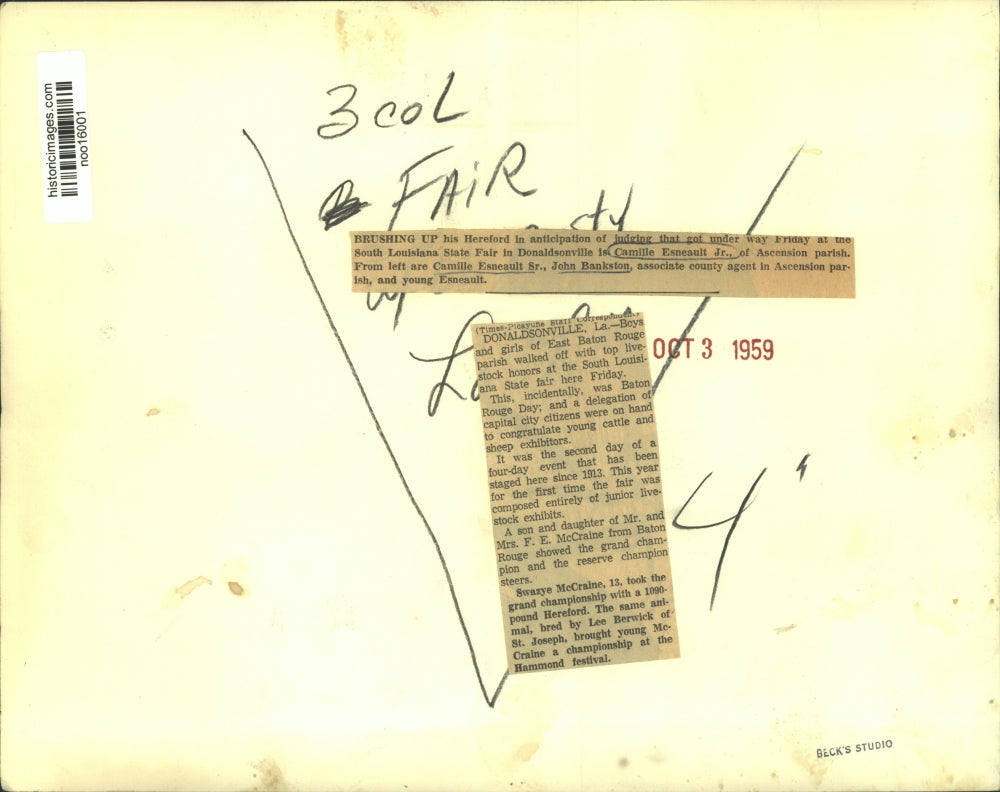 historicimages.com
noo16001
3 COL
FAIR
BRUSHING UP his Hereford in anticipation of judging that got under way Friday at the
South Louisiana State Fair in Donaldsonville is Camille Esneault Jr., of Ascension parish.
From left are Camille Esneault Sr., John Bankston, associate county agent in Ascension par-
ish, and young Esneault.
(Times-Picayune Staff Correspondent)
DONALDSONVILLE, La.—Boys
and girls of East Baton Rouge
parish walked off with top live-
stock honors at the South Louisi-
ana State fair here Friday.
This, incidentally, was Baton
Rouge Day; and a delegation of
capital city citizens were on hand
to congratulate young cattle and
sheep exhibitors.
It was the second day of a
four-day event that has been
staged here since 1913. This year
for the first time the fair was
composed entirely of junior live-
stock exhibits.
A son and daughter of Mr. and
Mrs. F. E. McCraine from Baton
Rouge showed the grand cham-
pion and the reserve champion
steers.
Swazye McCraine, 13, took the
grand championship with a 1090-
pound Hereford. The same ani-
mal, bred by Lee Berwick of
St. Joseph, brought young Mc-
Craine a championship at the
Hammond festival.
OCT 3 1959
4"
BECK'S STUDIO